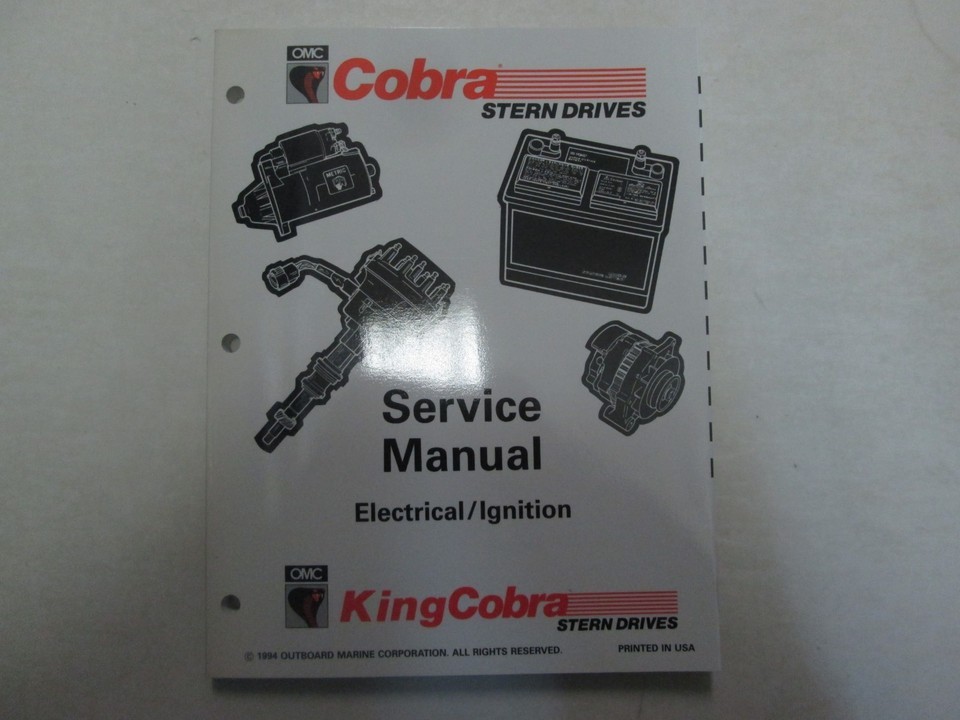 OMC
Cobra
STERN DRIVES
METRIC
Service
Manual
Electrical/Ignition
OMC
KingCobra
STERN DRIVES
© 1994 OUTBOARD MARINE CORPORATION. ALL RIGHTS RESERVED.
PRINTED IN USA